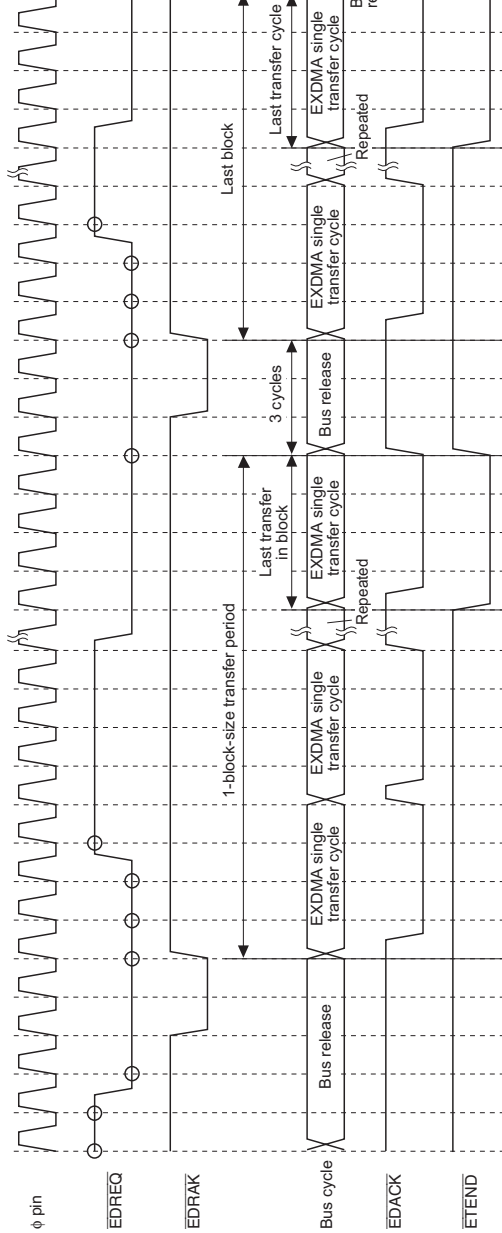 φ pin
EDREQ
EDRAK
1-block-size transfer period
Last block
Last transfer
in block
3 cycles
Last transfer cycle
Bus cycle
Bus release
EXDMA single
transfer cycle
EXDMA single
transfer cycle
Repeated
EXDMA single
transfer cycle
Bus release
EXDMA single
transfer cycle
Repeated
EXDMA single
transfer cycle
B
re
EDACK
ETEND